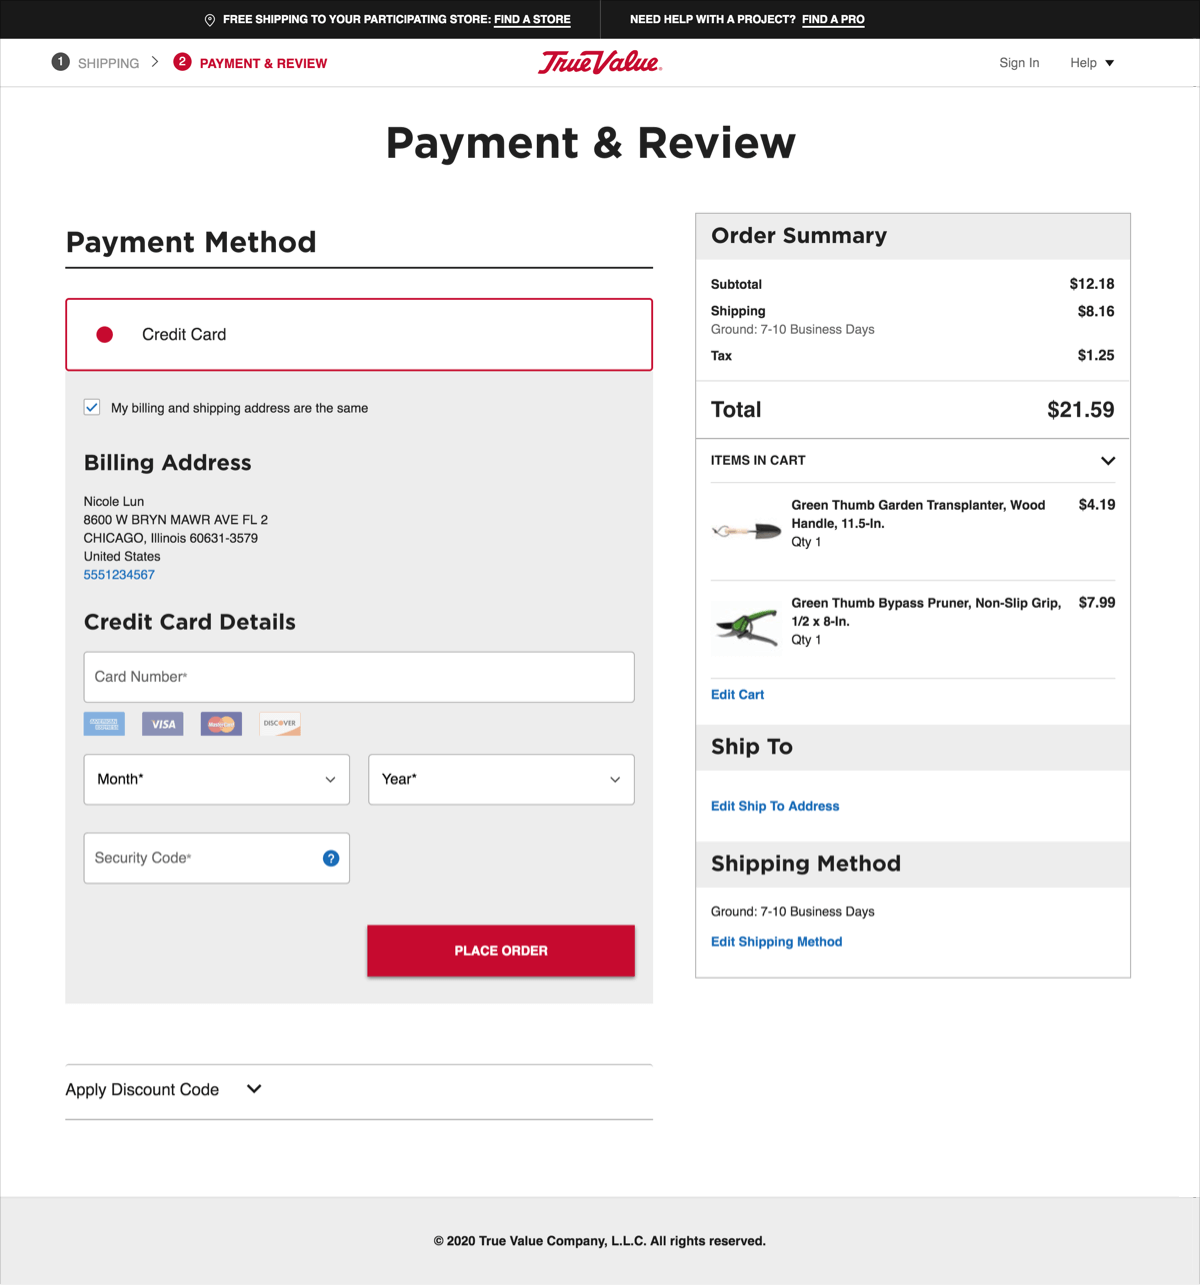 FREE SHIPPING TO YOUR PARTICIPATING STORE: FIND A STORE
NEED HELP WITH A PROJECT? FIND A PRO
1 SHIPPING
2 PAYMENT & REVIEW
True Value®
Sign In
Help
Payment & Review
Payment Method
Credit Card
My billing and shipping address are the same
Billing Address
Nicole Lun
8600 W BRYN MAWR AVE FL 2
CHICAGO, Illinois 60631-3579
United States
5551234567
Credit Card Details
Card Number*
AMERICAN EXPRESS
VISA
MasterCard
DISCOVER
Month*
Year*
Security Code*
?
PLACE ORDER
Apply Discount Code
Order Summary
Subtotal $12.18
Shipping $8.16
Ground: 7-10 Business Days
Tax $1.25
Total $21.59
ITEMS IN CART
Green Thumb Garden Transplanter, Wood $4.19
Handle, 11.5-In.
Qty 1
Green Thumb Bypass Pruner, Non-Slip Grip, $7.99
1/2 x 8-In.
Qty 1
Edit Cart
Ship To
Edit Ship To Address
Shipping Method
Ground: 7-10 Business Days
Edit Shipping Method
© 2020 True Value Company, L.L.C. All rights reserved.